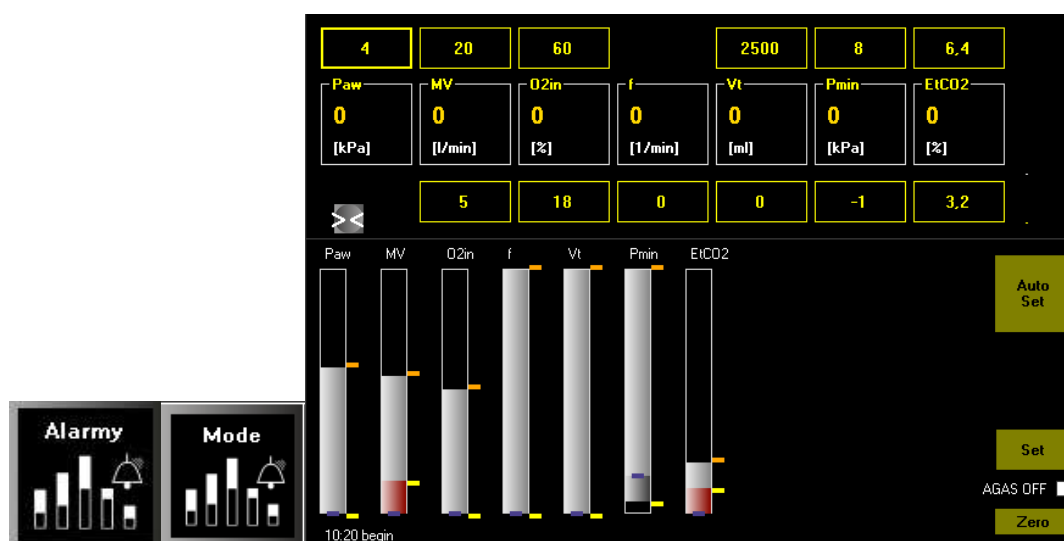 4 20 60 2500 8 6,4
Paw MV O2in f Vt Pmin EtCO2
0 0 0 0 0 0 0
[kPa] [l/min] [%] [1/min] [ml] [kPa] [%]
5 18 0 0 -1 3,2
><
Paw MV O2in f Vt Pmin EtCO2
Auto
Set
Alarmy Mode
Set
AGAS OFF
Zero
10:20 begin